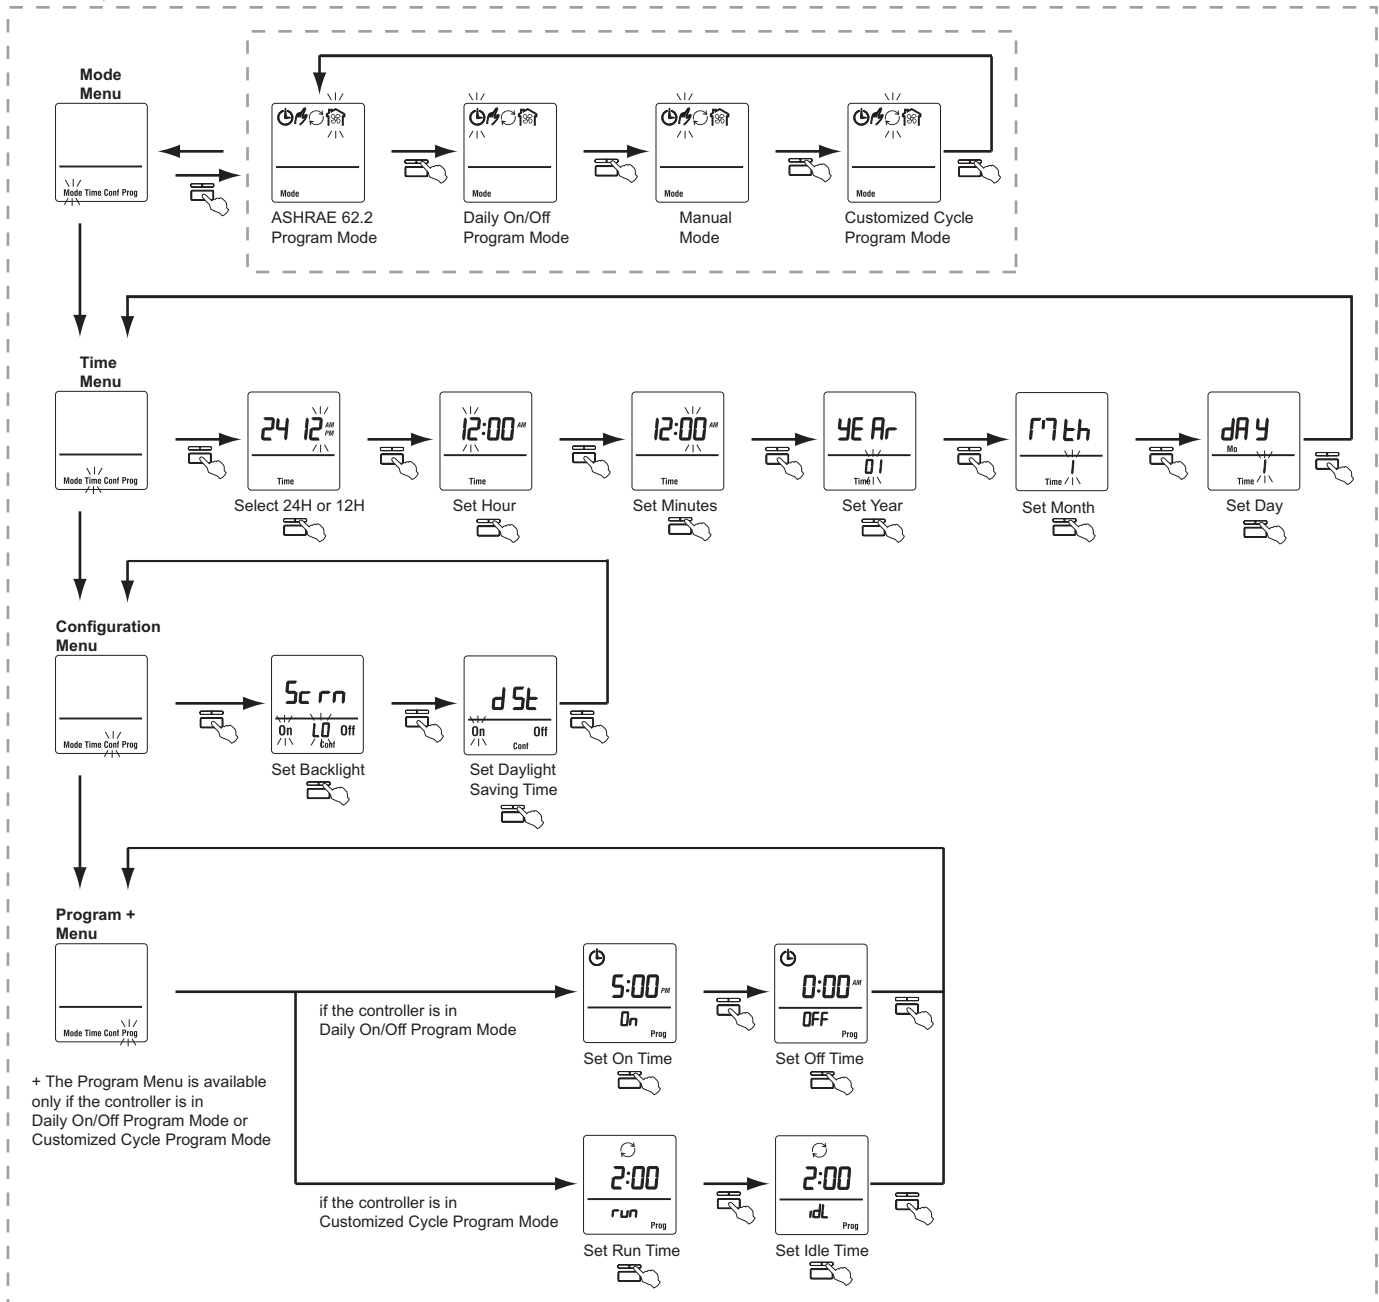 Mode
Menu
Mode Time Conf Prog
Mode
ASHRAE 62.2
Program Mode
Mode
Daily On/Off
Program Mode
Mode
Manual
Mode
Mode
Customized Cycle
Program Mode
Time
Menu
Mode Time Conf Prog
24 12 AM PM
Time
Select 24H or 12H
12:00 AM
Time
Set Hour
12:00 AM
Time
Set Minutes
YEAr
01
Time
Set Year
Mth
1
Time
Set Month
dAY
Mo
1
Time
Set Day
Configuration
Menu
Mode Time Conf Prog
Scrn
On LO Off
Conf
Set Backlight
dSt
On Off
Conf
Set Daylight
Saving Time
Program +
Menu
Mode Time Conf Prog
+ The Program Menu is available
only if the controller is in
Daily On/Off Program Mode or
Customized Cycle Program Mode
if the controller is in
Daily On/Off Program Mode
5:00 PM
On
Prog
Set On Time
0:00 AM
OFF
Prog
Set Off Time
if the controller is in
Customized Cycle Program Mode
2:00
run
Prog
Set Run Time
2:00
idL
Prog
Set Idle Time